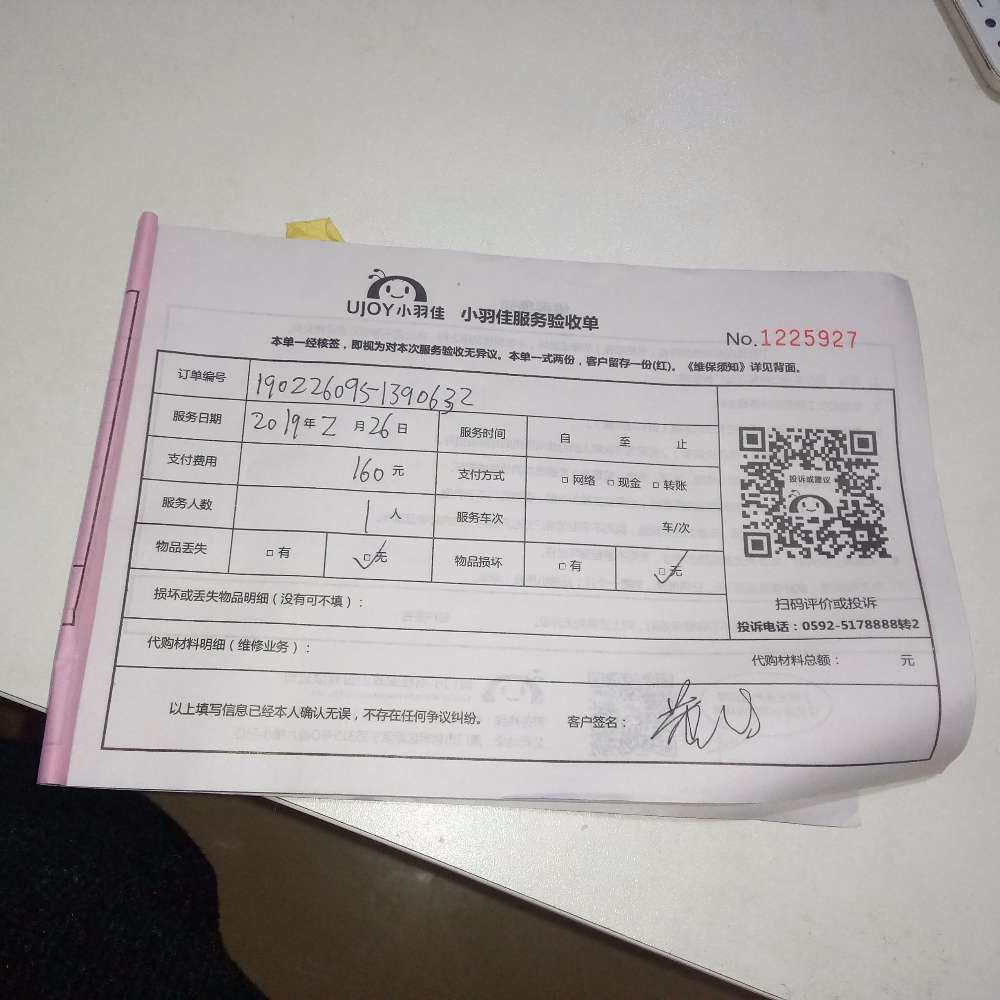 UJOY小羽佳 小羽佳服务验收单
No.1225927
本单一经核签，即视为对本次服务验收无异议。本单一式两份，客户留存一份(红)。《维保须知》详见背面。
订单编号 1902260951390632
服务日期 2019年2月26日 服务时间 自 至 止
支付费用 160元 支付方式 □网络 □现金 □转账
服务人数 1人 服务车次 车/次
物品丢失 □有 □无 物品损坏 □有 □无
投诉或建议
扫码评价或投诉
投诉电话：0592-5178888转2
损坏或丢失物品明细（没有可不填）：
代购材料明细（维修业务）：
代购材料总额： 元
以上填写信息已经本人确认无误，不存在任何争议纠纷。 客户签名：